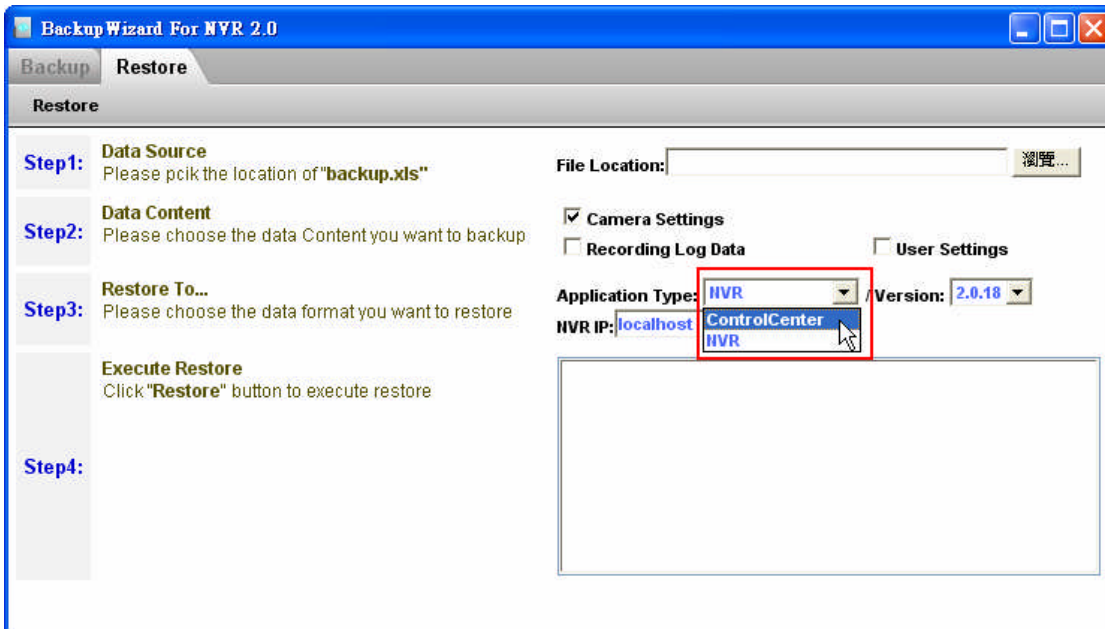 BackupWizard For NVR 2.0
Backup Restore
Restore
Step1:
Data Source
Please pcik the location of "backup.xls"
File Location: 瀏覽...
Step2:
Data Content
Please choose the data Content you want to backup
Camera Settings
Recording Log Data User Settings
Step3:
Restore To...
Please choose the data format you want to restore
Application Type: NVR / Version: 2.0.18
NVR IP: localhost
ControlCenter
NVR
Step4:
Execute Restore
Click "Restore" button to execute restore